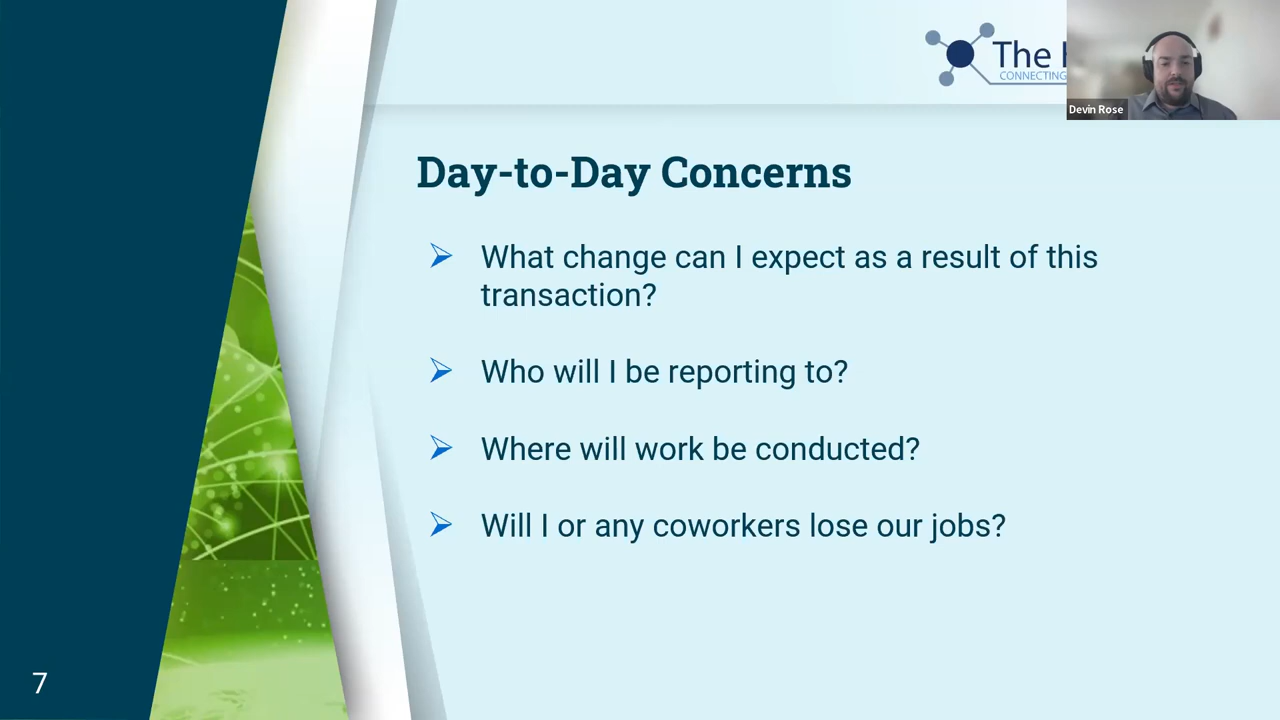 The
CONNECTING
Devin Rose
Day-to-Day Concerns
What change can I expect as a result of this
transaction?
Who will I be reporting to?
Where will work be conducted?
Will I or any coworkers lose our jobs?
7